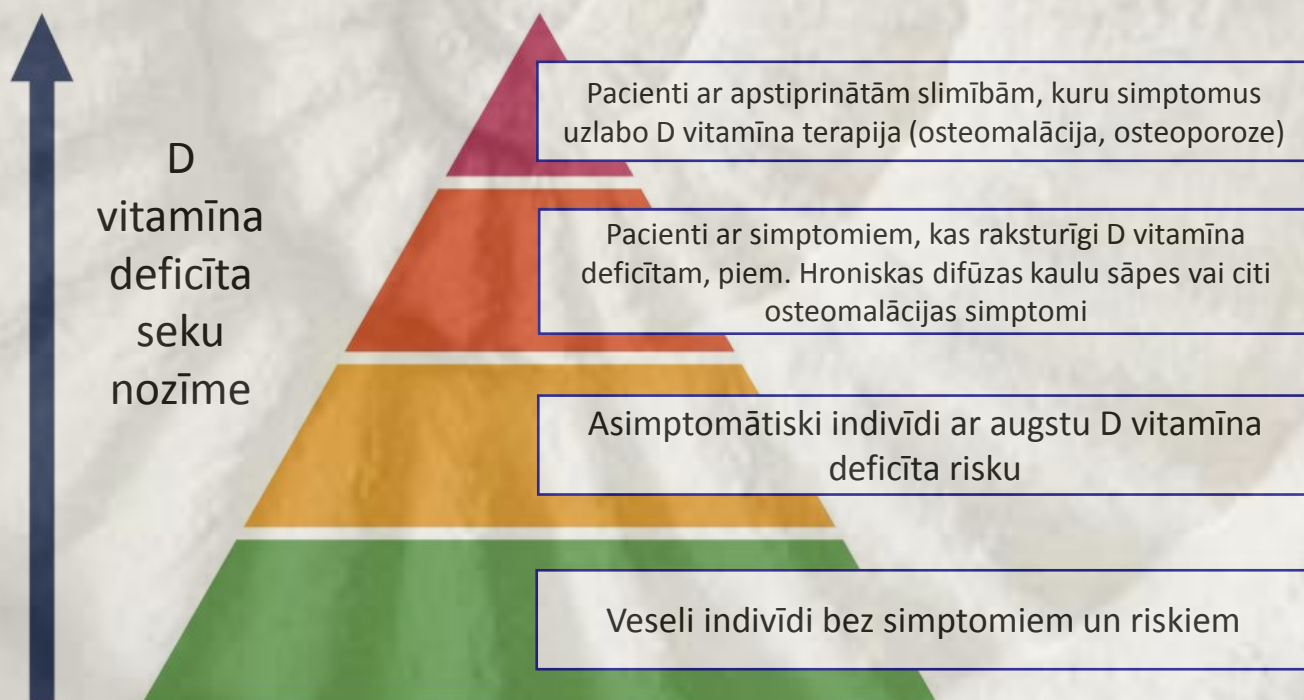 D
vitamīna
deficīta
seku
nozīme
Pacienti ar apstiprinātām slimībām, kuru simptomus
uzlabo D vitamīna terapija (osteomalācija, osteoporoze)
Pacienti ar simptomiem, kas raksturīgi D vitamīna
deficītam, piem. Hroniskas difūzas kaulu sāpes vai citi
osteomalācijas simptomi
Asimptomātiski indivīdi ar augstu D vitamīna
deficīta risku
Veseli indivīdi bez simptomiem un riskiem